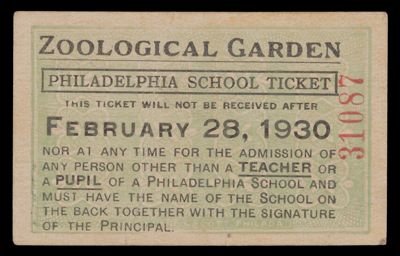 ZOOLOGICAL GARDEN
PHILADELPHIA SCHOOL TICKET
THIS TICKET WILL NOT BE RECEIVED AFTER
FEBRUARY 28, 1930
NOR AT ANY TIME FOR THE ADMISSION OF
ANY PERSON OTHER THAN A TEACHER OR
A PUPIL OF A PHILADELPHIA SCHOOL AND
MUST HAVE THE NAME OF THE SCHOOL ON
THE BACK TOGETHER WITH THE SIGNATURE
OF THE PRINCIPAL.
31087